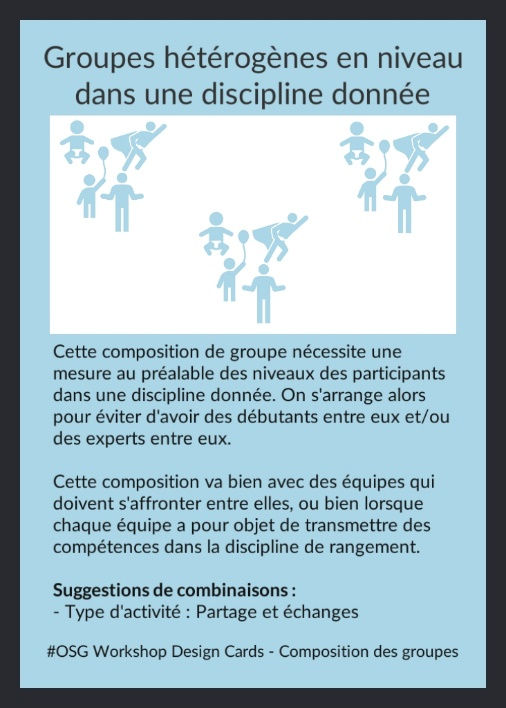 Groupes hétérogènes en niveau
dans une discipline donnée
Cette composition de groupe nécessite une
mesure au préalable des niveaux des participants
dans une discipline donnée. On s'arrange alors
pour éviter d'avoir des débutants entre eux et/ou
des experts entre eux.
Cette composition va bien avec des équipes qui
doivent s'affronter entre elles, ou bien lorsque
chaque équipe a pour objet de transmettre des
compétences dans la discipline de rangement.
Suggestions de combinaisons :
- Type d'activité : Partage et échanges
#OSG Workshop Design Cards - Composition des groupes